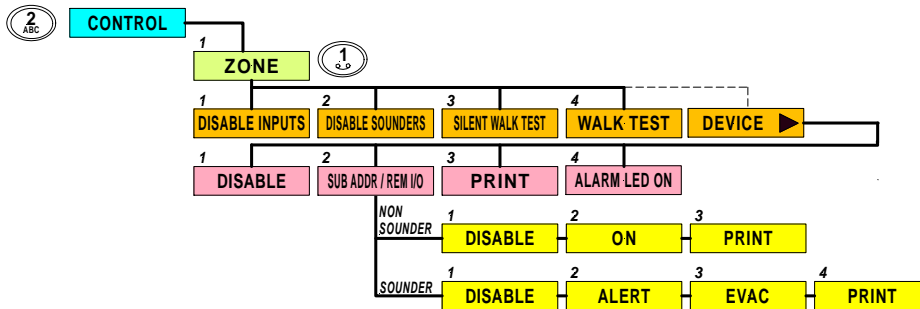 2 ABC CONTROL
1
ZONE 1
1 2 3 4
DISABLE INPUTS DISABLE SOUNDERS SILENT WALK TEST WALK TEST DEVICE
1 2 3 4
DISABLE SUB ADDR / REM I/O PRINT ALARM LED ON
NON SOUNDER 1 2 3
DISABLE ON PRINT
SOUNDER 1 2 3 4
DISABLE ALERT EVAC PRINT